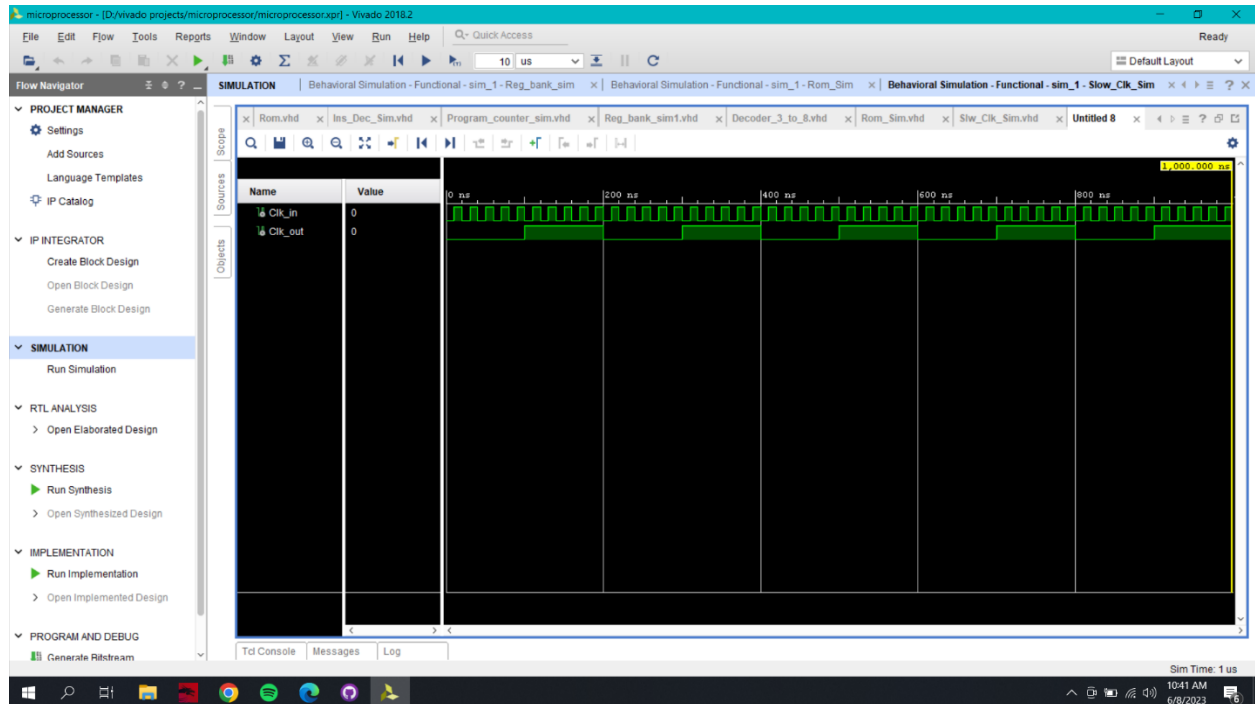 microprocessor - [D:/vivado projects/microprocessor/microprocessor.xpr] - Vivado 2018.2
File Edit Flow Tools Reports Window Layout View Run Help Quick Access
Ready
10 us
Default Layout
Flow Navigator
SIMULATION Behavioral Simulation - Functional - sim_1 - Reg_bank_sim Behavioral Simulation - Functional - sim_1 - Rom_Sim Behavioral Simulation - Functional - sim_1 - Slow_Clk_Sim
PROJECT MANAGER
Settings
Add Sources
Language Templates
IP Catalog
IP INTEGRATOR
Create Block Design
Open Block Design
Generate Block Design
SIMULATION
Run Simulation
RTL ANALYSIS
Open Elaborated Design
SYNTHESIS
Run Synthesis
Open Synthesized Design
IMPLEMENTATION
Run Implementation
Open Implemented Design
PROGRAM AND DEBUG
Generate Bitstream
Scope
Sources
Objects
Rom.vhd Ins_Dec_Sim.vhd Program_counter_sim.vhd Reg_bank_sim1.vhd Decoder_3_to_8.vhd Rom_Sim.vhd Slw_Clk_Sim.vhd Untitled 8
1,000.000 ns
Name Value
0 ns 200 ns 400 ns 600 ns 800 ns
Clk_in 0
Clk_out 0
Tcl Console Messages Log
Sim Time: 1 us
10:41 AM
6/8/2023
6